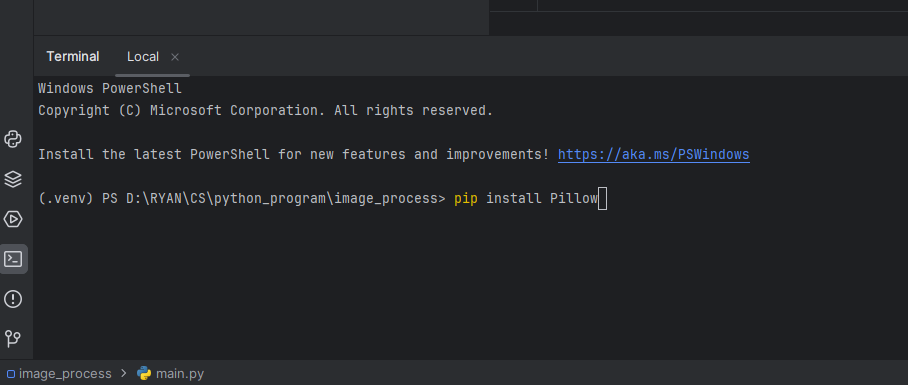 Terminal Local
Windows PowerShell
Copyright (C) Microsoft Corporation. All rights reserved.
Install the latest PowerShell for new features and improvements! https://aka.ms/PSWindows
(.venv) PS D:\RYAN\CS\python_program\image_process> pip install Pillow
image_process > main.py